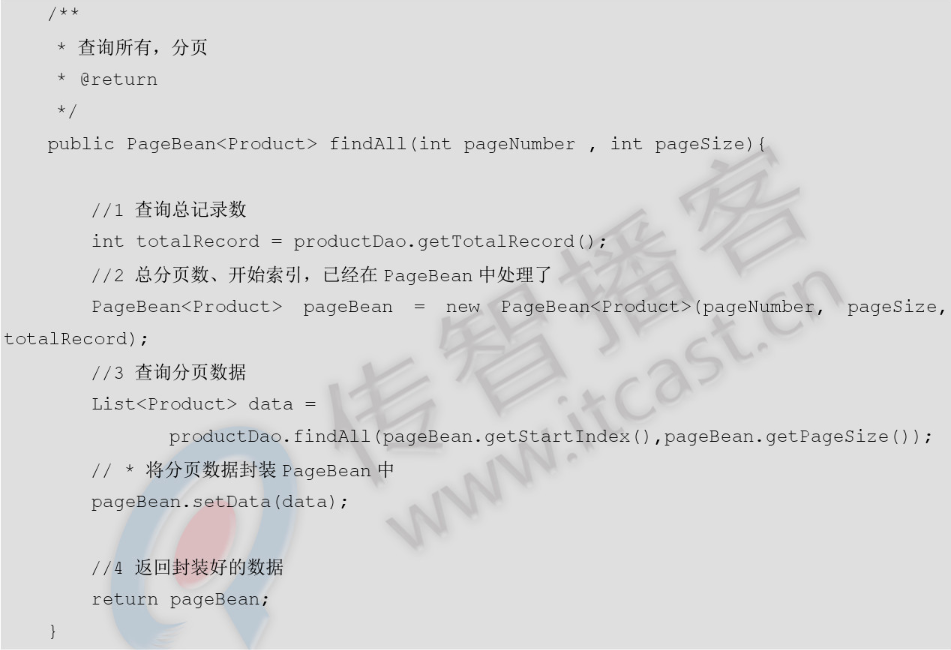 /**
* 查询所有，分页
* @return
*/
public PageBean<Product> findAll(int pageNumber , int pageSize){
//1 查询总记录数
int totalRecord = productDao.getTotalRecord();
//2 总分页数、开始索引，已经在 PageBean 中处理了
PageBean<Product> pageBean = new PageBean<Product>(pageNumber, pageSize,
totalRecord);
//3 查询分页数据
List<Product> data =
productDao.findAll(pageBean.getStartIndex(),pageBean.getPageSize());
// * 将分页数据封装 PageBean 中
pageBean.setData(data);
//4 返回封装好的数据
return pageBean;
}
传智播客
www.itcast.cn